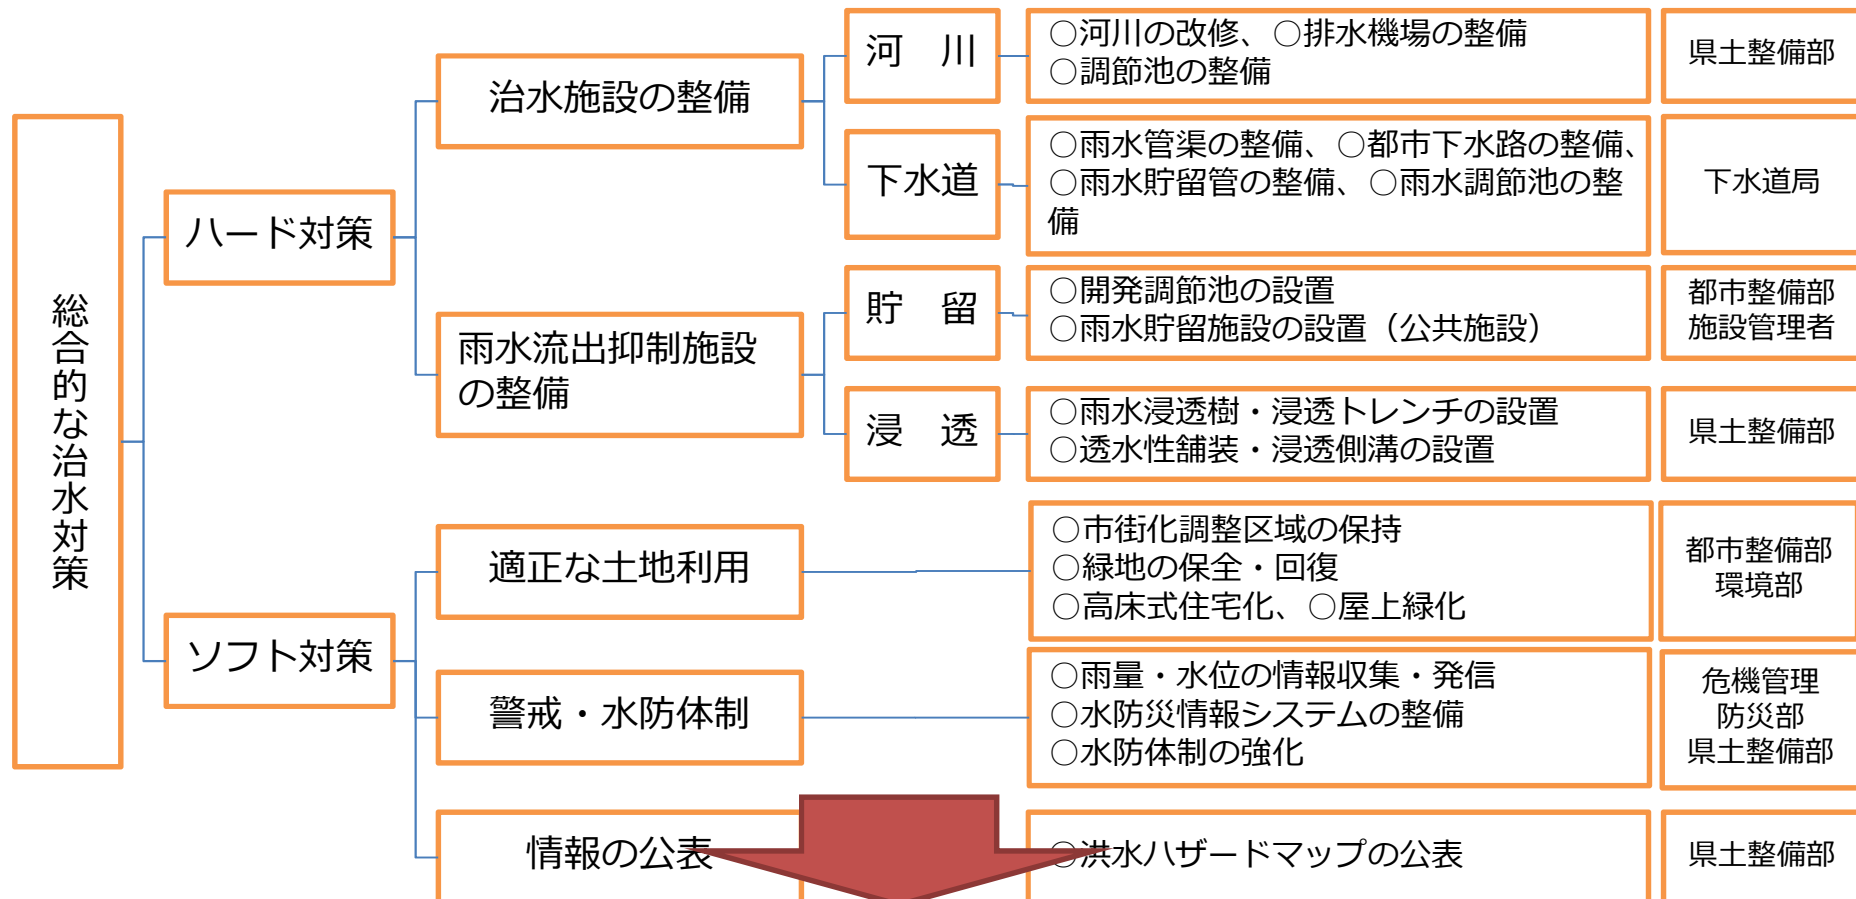 総合的な治水対策
ハード対策
治水施設の整備
河　川
○河川の改修、○排水機場の整備
○調節池の整備
県土整備部
下水道
○雨水管渠の整備、○都市下水路の整備、
○雨水貯留管の整備、○雨水調節池の整
備
下水道局
雨水流出抑制施設
の整備
貯　留
○開発調節池の設置
○雨水貯留施設の設置（公共施設）
都市整備部
施設管理者
浸　透
○雨水浸透樹・浸透トレンチの設置
○透水性舗装・浸透側溝の設置
県土整備部
ソフト対策
適正な土地利用
○市街化調整区域の保持
○緑地の保全・回復
○高床式住宅化、○屋上緑化
都市整備部
環境部
警戒・水防体制
○雨量・水位の情報収集・発信
○水防災情報システムの整備
○水防体制の強化
危機管理
防災部
県土整備部
情報の公表
○洪水ハザードマップの公表
県土整備部